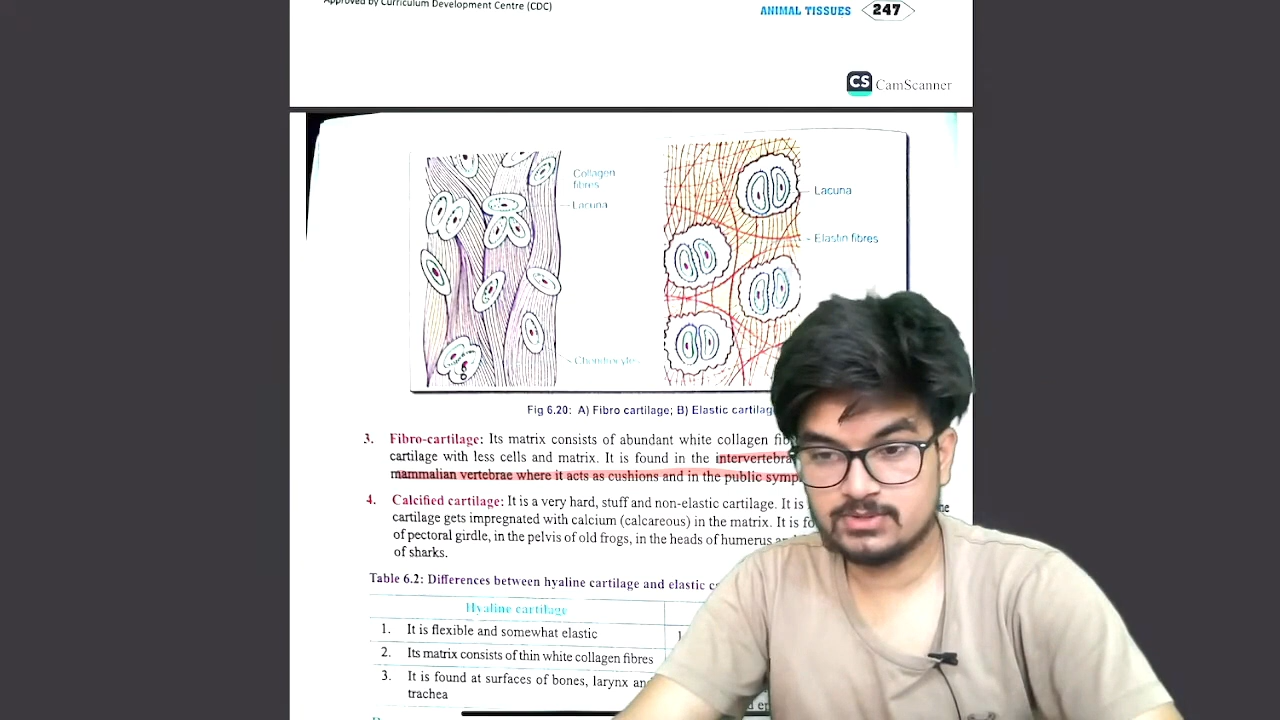 Approved by Curriculum Development Centre (CDC)
ANIMAL TISSUES 247
CS CamScanner
Collagen
fibres
Lacuna
Chondrocytes
Lacuna
Elastin fibres
Fig 6.20: A) Fibro cartilage; B) Elastic cartilag
3. Fibro-cartilage: Its matrix consists of abundant white collagen fib
cartilage with less cells and matrix. It is found in the intervertebra
mammalian vertebrae where it acts as cushions and in the public symp
4. Calcified cartilage: It is a very hard, stuff and non-elastic cartilage. It is
cartilage gets impregnated with calcium (calcareous) in the matrix. It is fo
of pectoral girdle, in the pelvis of old frogs, in the heads of humerus
of sharks.
Table 6.2: Differences between hyaline cartilage and elastic c
Hyaline cartilage
1. It is flexible and somewhat elastic
2. Its matrix consists of thin white collagen fibres
3. It is found at surfaces of bones, larynx and
trachea